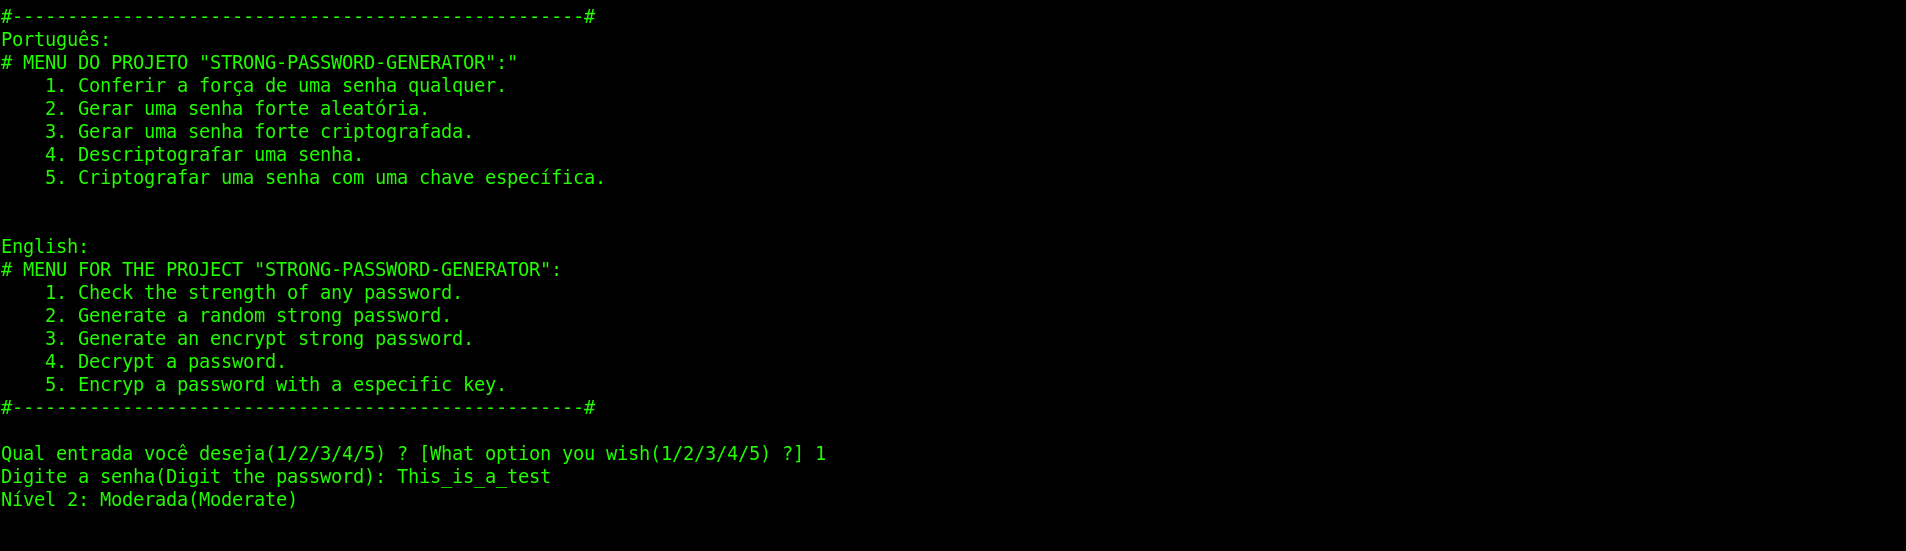 #----------------------------------------------------#
Português:
# MENU DO PROJETO "STRONG-PASSWORD-GENERATOR":"
    1. Conferir a força de uma senha qualquer.
    2. Gerar uma senha forte aleatória.
    3. Gerar uma senha forte criptografada.
    4. Descriptografar uma senha.
    5. Criptografar uma senha com uma chave específica.
English:
# MENU FOR THE PROJECT "STRONG-PASSWORD-GENERATOR":
    1. Check the strength of any password.
    2. Generate a random strong password.
    3. Generate an encrypt strong password.
    4. Decrypt a password.
    5. Encryp a password with a especific key.
#----------------------------------------------------#
Qual entrada você deseja(1/2/3/4/5) ? [What option you wish(1/2/3/4/5) ?] 1
Digite a senha(Digit the password): This_is_a_test
Nível 2: Moderada(Moderate)